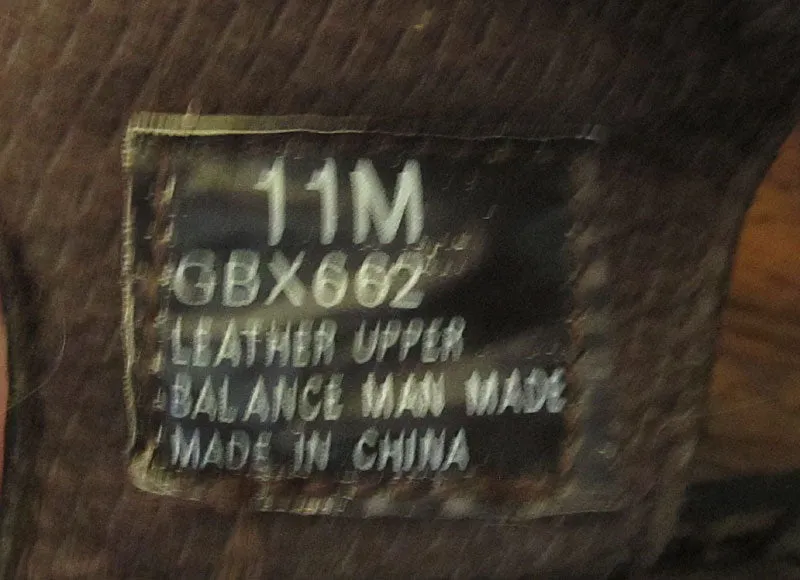 11M
GBX662
LEATHER UPPER
BALANCE MAN MADE
MADE IN CHINA